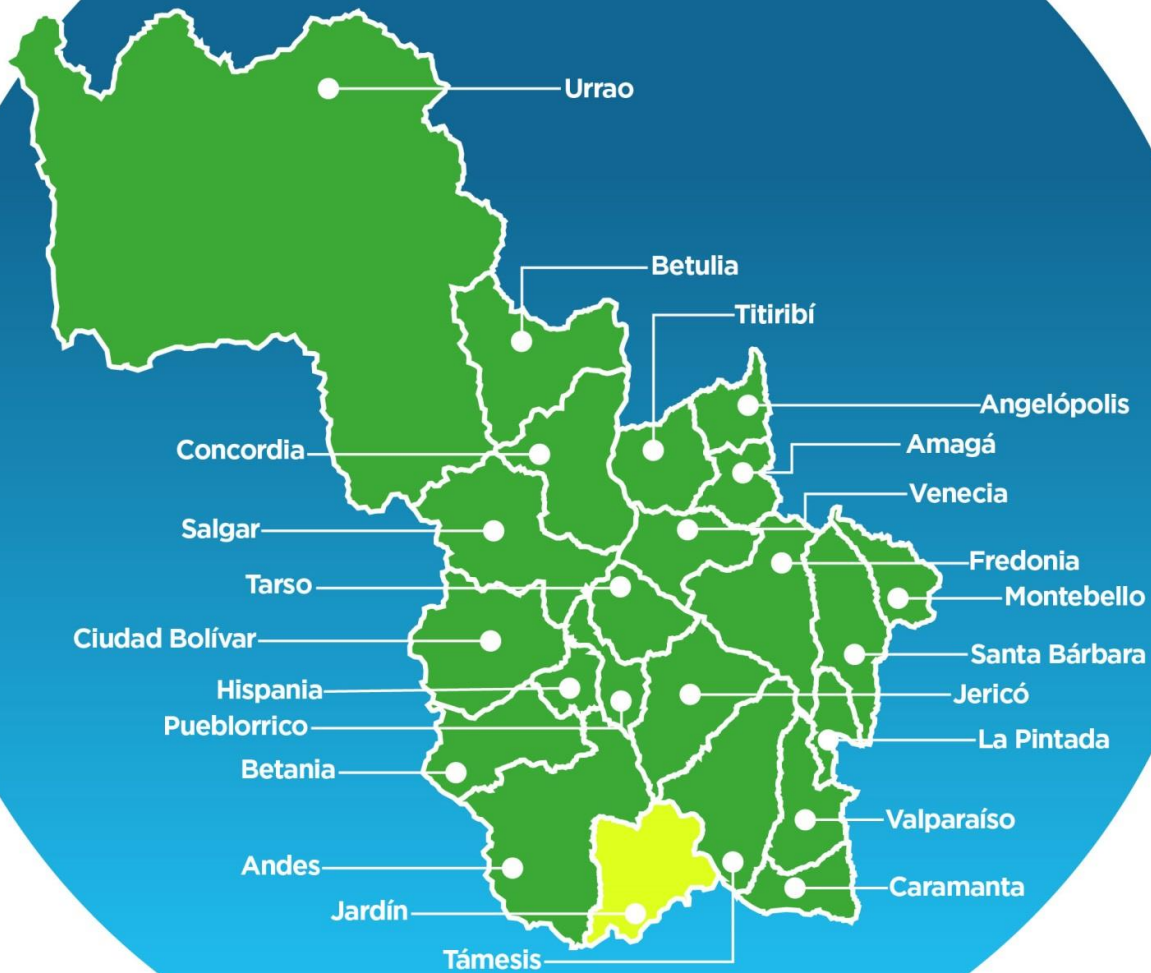 Urrao
Betulia
Titiribí
Angelópolis
Amagá
Concordia
Venecia
Salgar
Fredonia
Tarso
Montebello
Ciudad Bolívar
Santa Bárbara
Hispania
Jericó
Pueblorrico
La Pintada
Betania
Valparaíso
Andes
Caramanta
Jardín
Támesis